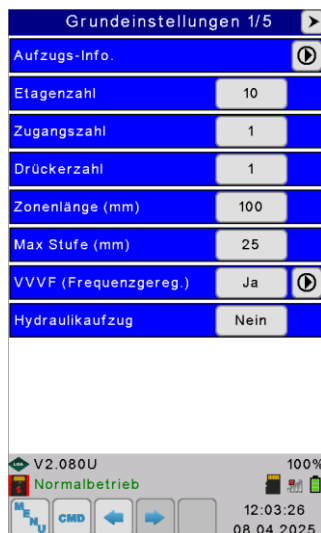 Grundeinstellungen 1/5
Aufzugs-Info.
Etagenzahl 10
Zugangszahl 1
Drückerzahl 1
Zonenlänge (mm) 100
Max Stufe (mm) 25
VVVF (Frequenzgereg.) Ja
Hydraulikaufzug Nein
V2.080U 100%
Normalbetrieb
MENU CMD 12:03:26
08.04.2025